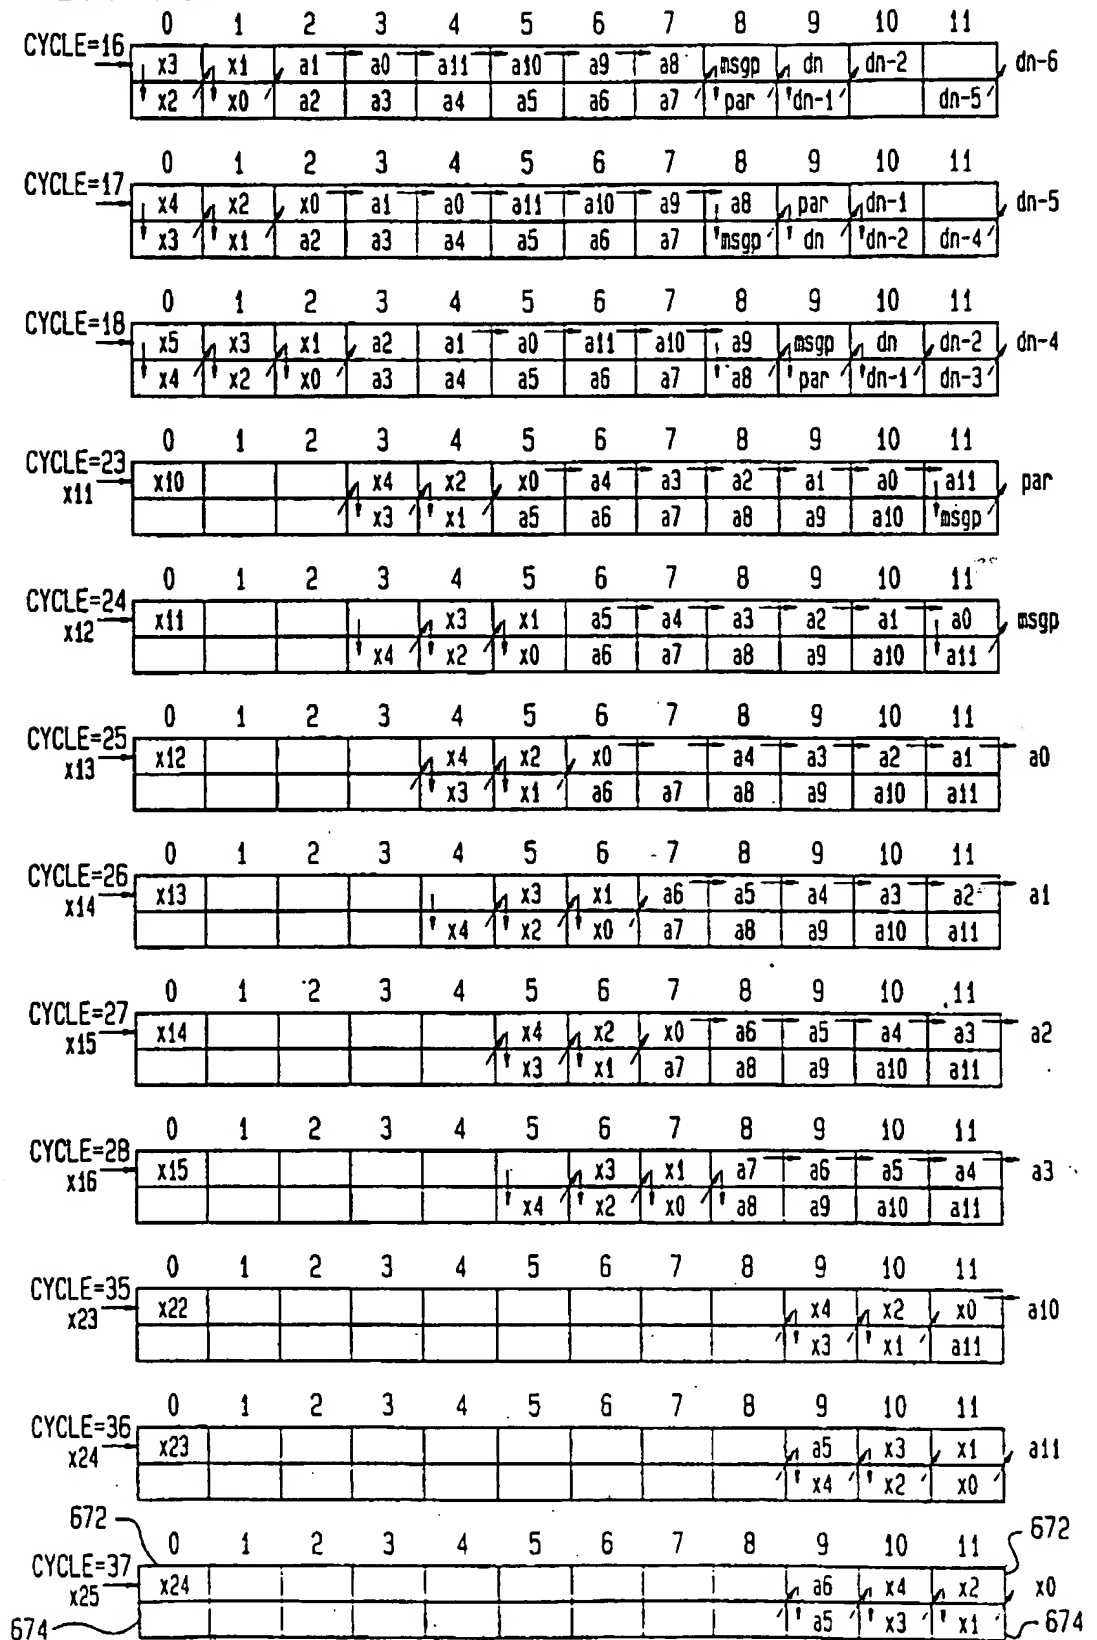 0 1 2 3 4 5 6 7 8 9 10 11
CYCLE=16
x3 x1 a1 a0 a11 a10 a9 a8 msgp dn dn-2 dn-6
x2 x0 a2 a3 a4 a5 a6 a7 par dn-1 dn-5
0 1 2 3 4 5 6 7 8 9 10 11
CYCLE=17
x4 x2 x0 a1 a0 a11 a10 a9 a8 par dn-1 dn-5
x3 x1 a2 a3 a4 a5 a6 a7 msgp dn dn-2 dn-4
0 1 2 3 4 5 6 7 8 9 10 11
CYCLE=18
x5 x3 x1 a2 a1 a0 a11 a10 a9 msgp dn dn-2 dn-4
x4 x2 x0 a3 a4 a5 a6 a7 a8 par dn-1 dn-3
0 1 2 3 4 5 6 7 8 9 10 11
CYCLE=23
x11 x10 x4 x2 x0 a4 a3 a2 a1 a0 a11 par
x3 x1 a5 a6 a7 a8 a9 a10 msgp
0 1 2 3 4 5 6 7 8 9 10 11
CYCLE=24
x12 x11 x3 x1 a5 a4 a3 a2 a1 a0 msgp
x4 x2 x0 a6 a7 a8 a9 a10 a11
0 1 2 3 4 5 6 7 8 9 10 11
CYCLE=25
x13 x12 x4 x2 x0 a4 a3 a2 a1 a0
x3 x1 a6 a7 a8 a9 a10 a11
0 1 2 3 4 5 6 7 8 9 10 11
CYCLE=26
x14 x13 x3 x1 a6 a5 a4 a3 a2 a1
x4 x2 x0 a7 a8 a9 a10 a11
0 1 2 3 4 5 6 7 8 9 10 11
CYCLE=27
x15 x14 x4 x2 x0 a6 a5 a4 a3 a2
x3 x1 a7 a8 a9 a10 a11
0 1 2 3 4 5 6 7 8 9 10 11
CYCLE=28
x16 x15 x3 x1 a7 a6 a5 a4 a3
x4 x2 x0 a8 a9 a10 a11
0 1 2 3 4 5 6 7 8 9 10 11
CYCLE=35
x23 x22 x4 x2 x0 a10
x3 x1 a11
0 1 2 3 4 5 6 7 8 9 10 11
CYCLE=36
x24 x23 a5 x3 x1 a11
x4 x2 x0
672 0 1 2 3 4 5 6 7 8 9 10 11 672
CYCLE=37
x25 x24 a6 x4 x2 x0
674 a5 x3 x1 674